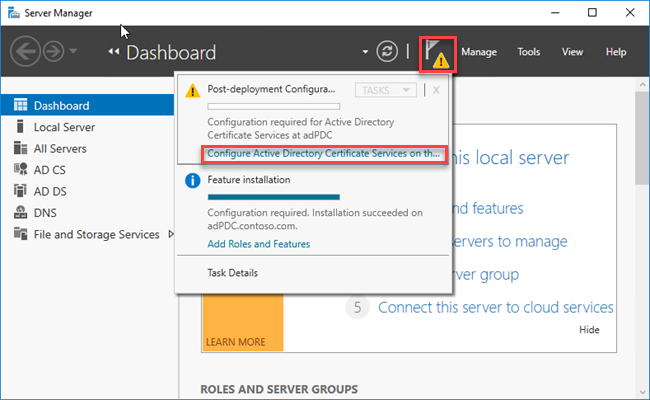 Server Manager
Dashboard
Manage Tools View Help
Dashboard
Local Server
All Servers
AD CS
AD DS
DNS
File and Storage Services
Post-deployment Configura...
TASKS
X
Configuration required for Active Directory
Certificate Services at adPDC
Configure Active Directory Certificate Services on th...
Feature installation
Configuration required. Installation succeeded on
adPDC.contoso.com.
Add Roles and Features
Task Details
this local server
and features
servers to manage
server group
5 Connect this server to cloud services
Hide
LEARN MORE
ROLES AND SERVER GROUPS